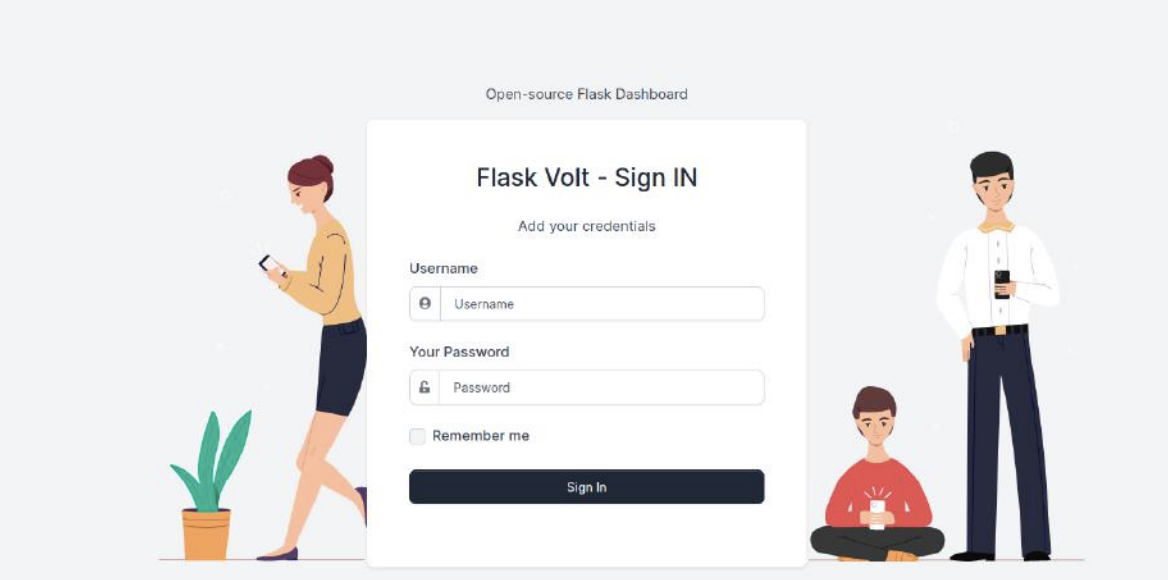 Open-source Flask Dashboard
Flask Volt - Sign IN
Add your credentials
Username
Username
Your Password
Password
Remember me
Sign In